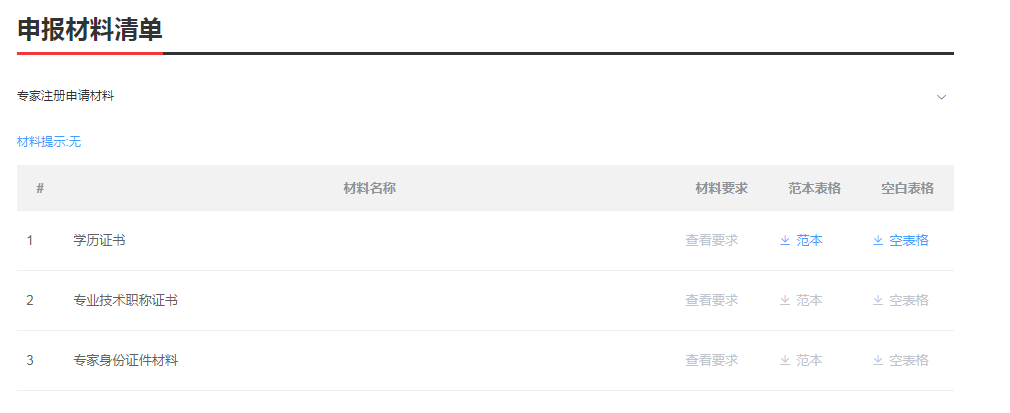 申报材料清单
专家注册申请材料
材料提示:无
# 材料名称 材料要求 范本表格 空白表格
1 学历证书 查看要求 范本 空表格
2 专业技术职称证书 查看要求 范本 空表格
3 专家身份证件材料 查看要求 范本 空表格